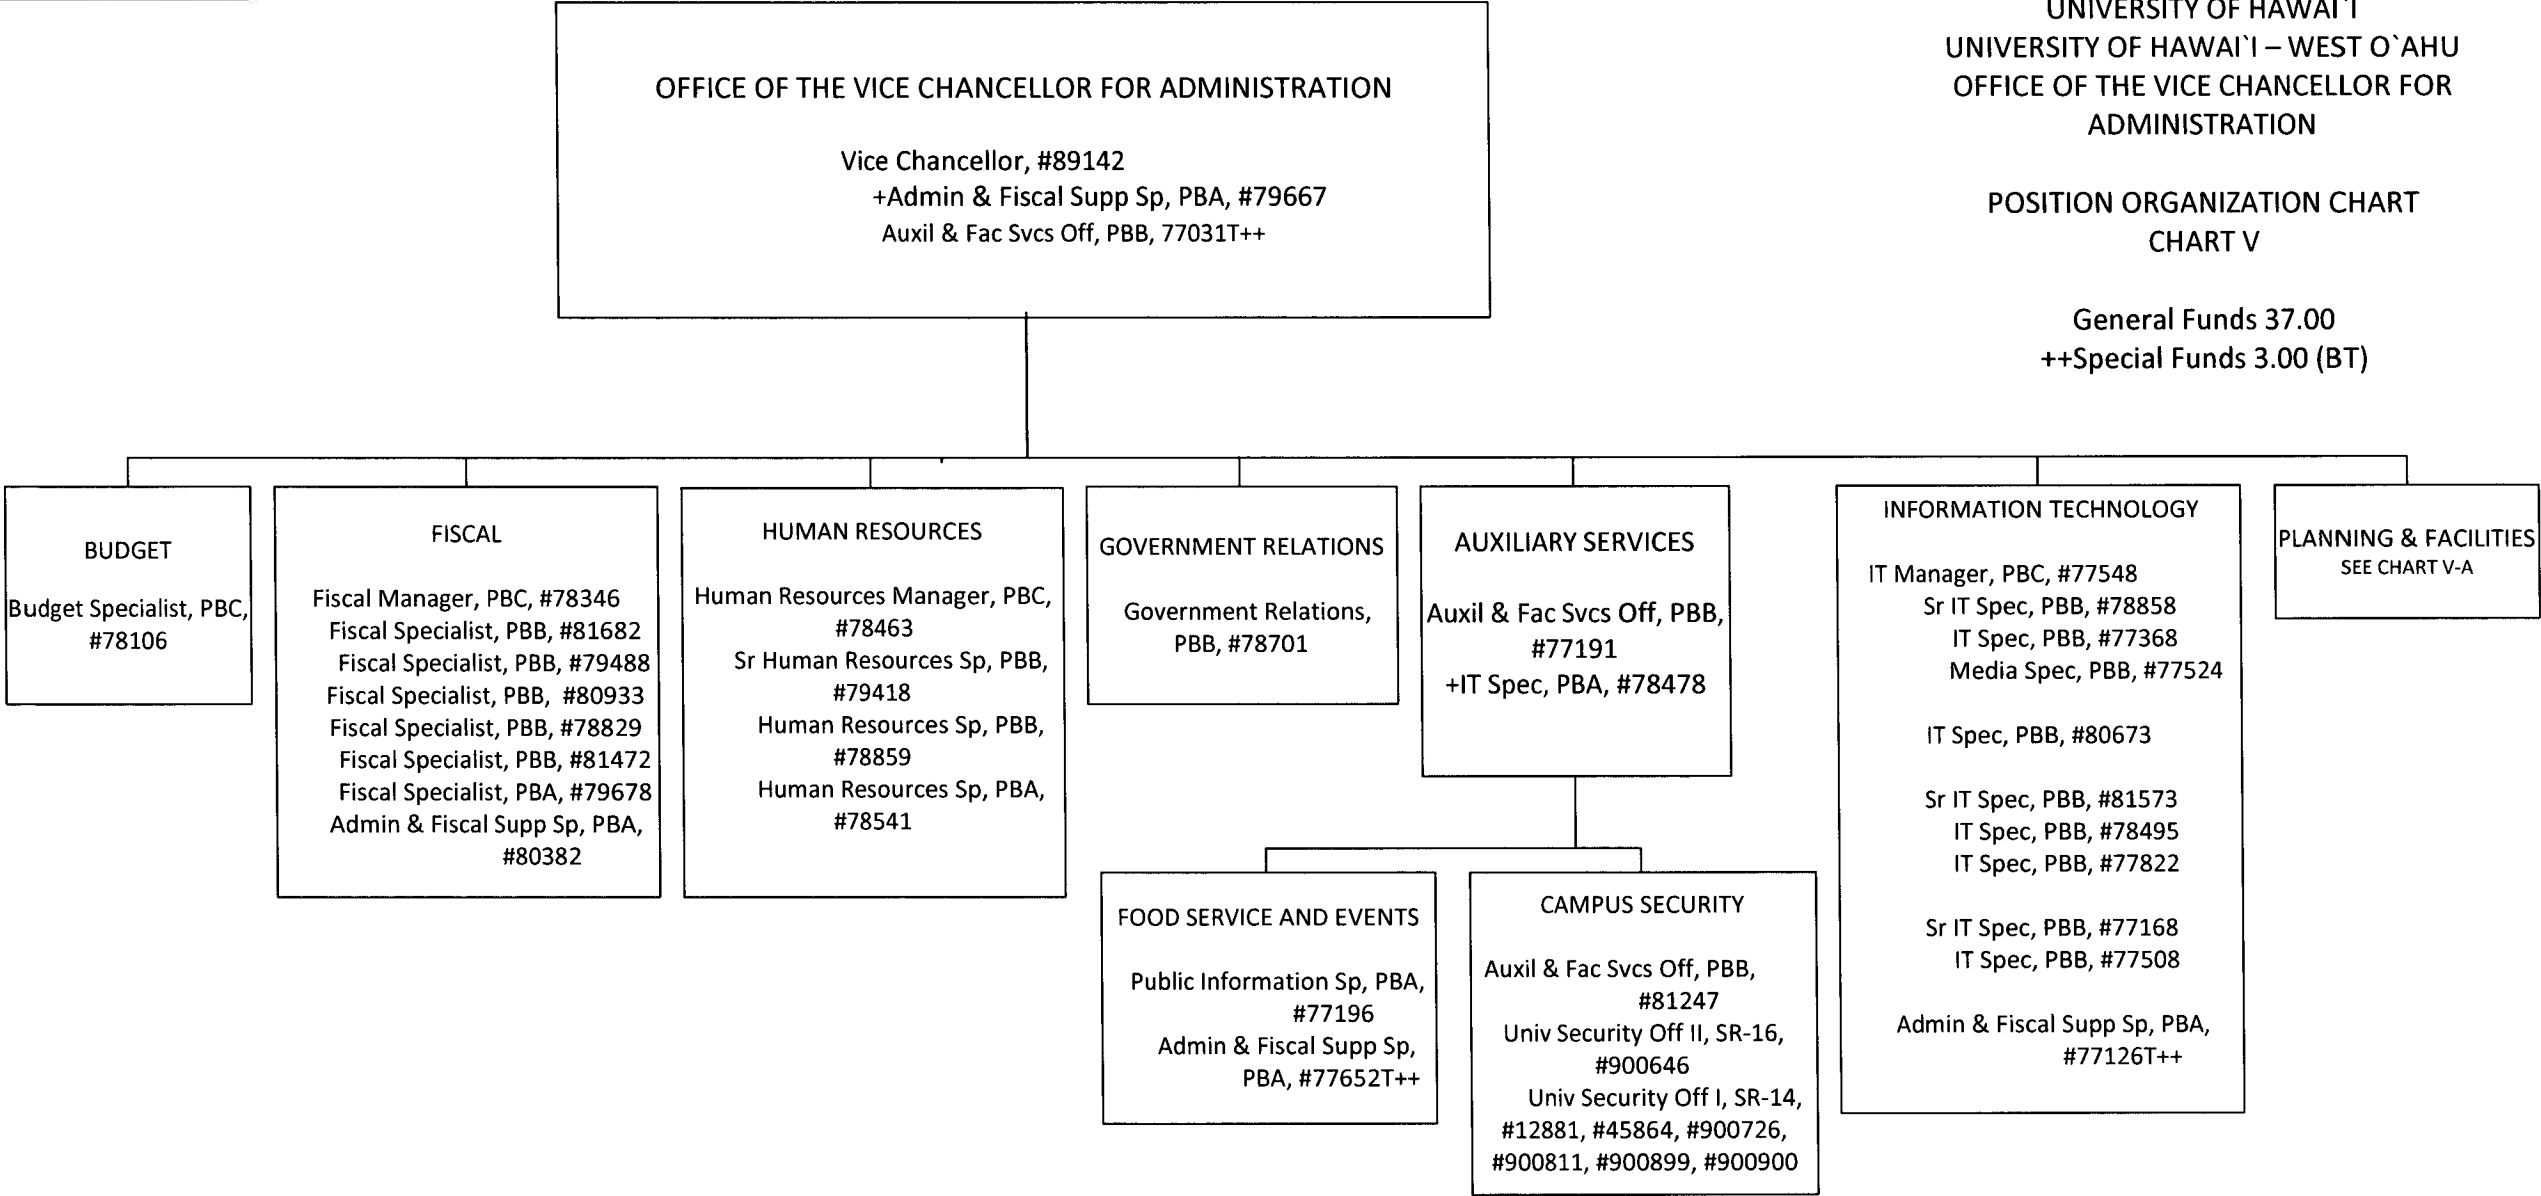 UNIVERSITY OF HAWAI`I
UNIVERSITY OF HAWAI`I – WEST O`AHU
OFFICE OF THE VICE CHANCELLOR FOR
ADMINISTRATION
POSITION ORGANIZATION CHART
CHART V
General Funds 37.00
++Special Funds 3.00 (BT)
OFFICE OF THE VICE CHANCELLOR FOR ADMINISTRATION
Vice Chancellor, #89142
+Admin & Fiscal Supp Sp, PBA, #79667
Auxil & Fac Svcs Off, PBB, 77031T++
BUDGET
Budget Specialist, PBC,
#78106
FISCAL
Fiscal Manager, PBC, #78346
Fiscal Specialist, PBB, #81682
Fiscal Specialist, PBB, #79488
Fiscal Specialist, PBB, #80933
Fiscal Specialist, PBB, #78829
Fiscal Specialist, PBB, #81472
Fiscal Specialist, PBA, #79678
Admin & Fiscal Supp Sp, PBA,
#80382
HUMAN RESOURCES
Human Resources Manager, PBC,
#78463
Sr Human Resources Sp, PBB,
#79418
Human Resources Sp, PBB,
#78859
Human Resources Sp, PBA,
#78541
GOVERNMENT RELATIONS
Government Relations,
PBB, #78701
AUXILIARY SERVICES
Auxil & Fac Svcs Off, PBB,
#77191
+IT Spec, PBA, #78478
FOOD SERVICE AND EVENTS
Public Information Sp, PBA,
#77196
Admin & Fiscal Supp Sp,
PBA, #77652T++
CAMPUS SECURITY
Auxil & Fac Svcs Off, PBB,
#81247
Univ Security Off II, SR-16,
#900646
Univ Security Off I, SR-14,
#12881, #45864, #900726,
#900811, #900899, #900900
INFORMATION TECHNOLOGY
IT Manager, PBC, #77548
Sr IT Spec, PBB, #78858
IT Spec, PBB, #77368
Media Spec, PBB, #77524
IT Spec, PBB, #80673
Sr IT Spec, PBB, #81573
IT Spec, PBB, #78495
IT Spec, PBB, #77822
Sr IT Spec, PBB, #77168
IT Spec, PBB, #77508
Admin & Fiscal Supp Sp, PBA,
#77126T++
PLANNING & FACILITIES
SEE CHART V-A